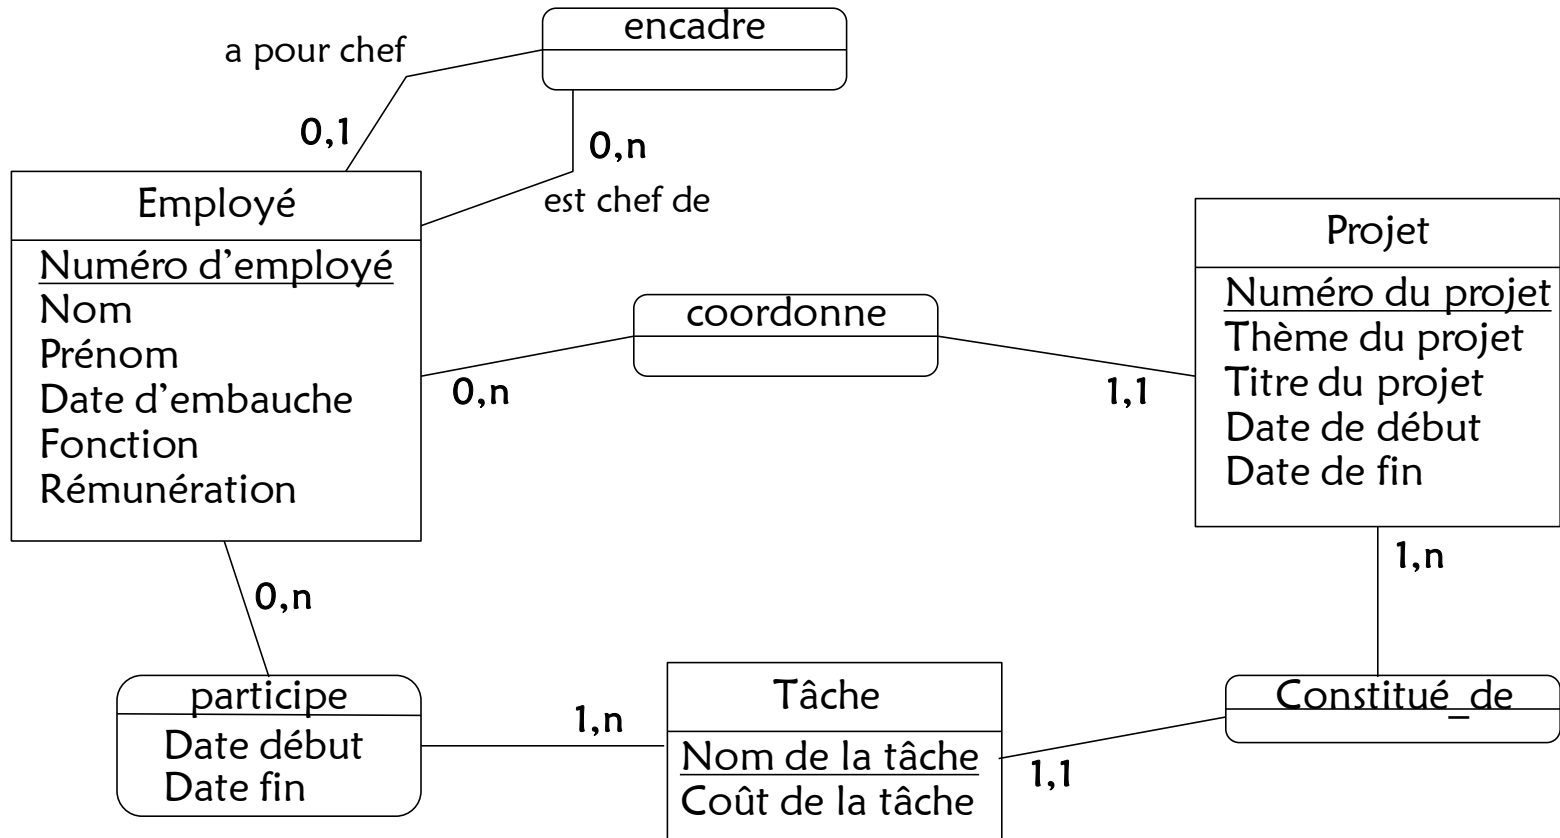 encadre
a pour chef
0,1
0,n
est chef de
Employé
Numéro d’employé
Nom
Prénom
Date d’embauche
Fonction
Rémunération
coordonne
0,n
1,1
Projet
Numéro du projet
Thème du projet
Titre du projet
Date de début
Date de fin
1,n
0,n
participe
Date début
Date fin
1,n
Tâche
Nom de la tâche
Coût de la tâche
1,1
Constitué_de